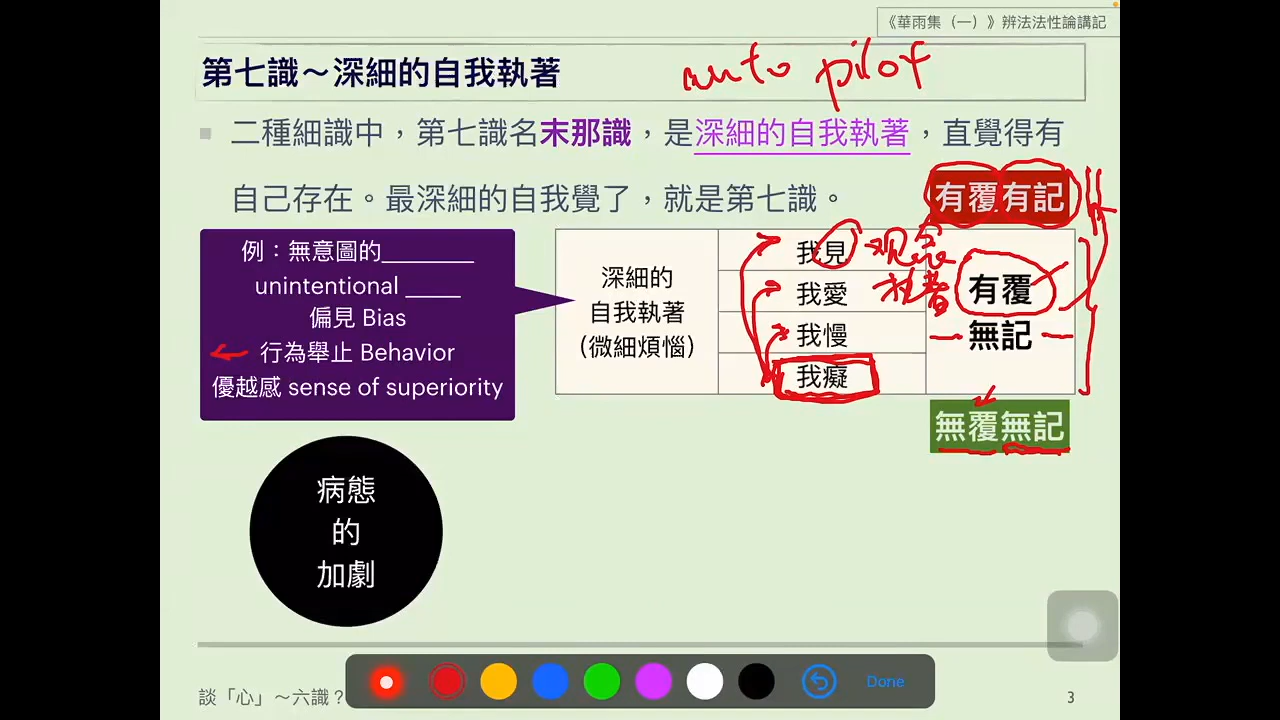 《華雨集（一）》辨法法性論講記
第七識～深細的自我執著
auto pilot
二種細識中，第七識名末那識，是深細的自我執著，直覺得有
自己存在。最深細的自我覺了，就是第七識。
有覆有記
例：無意圖的________
unintentional _____
偏見 Bias
行為舉止 Behavior
優越感 sense of superiority
深細的
自我執著
（微細煩惱）
我見
观念
我愛
执著
我慢
我癡
有覆
無記
無覆無記
病態
的
加劇
Done
談「心」～六識？
3